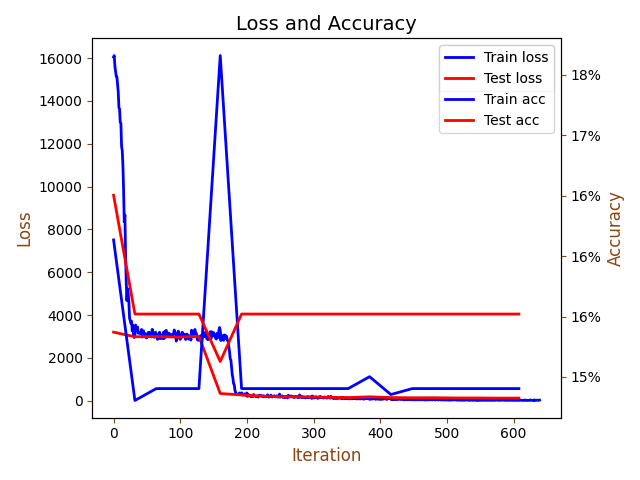 Loss and Accuracy
16000
14000
12000
10000
8000
6000
4000
2000
0
Loss
Train loss
Test loss
Train acc
Test acc
18%
17%
16%
16%
16%
15%
Accuracy
0
100
200
300
400
500
600
Iteration